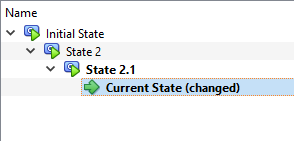 Name
Initial State
State 2
State 2.1
Current State (changed)